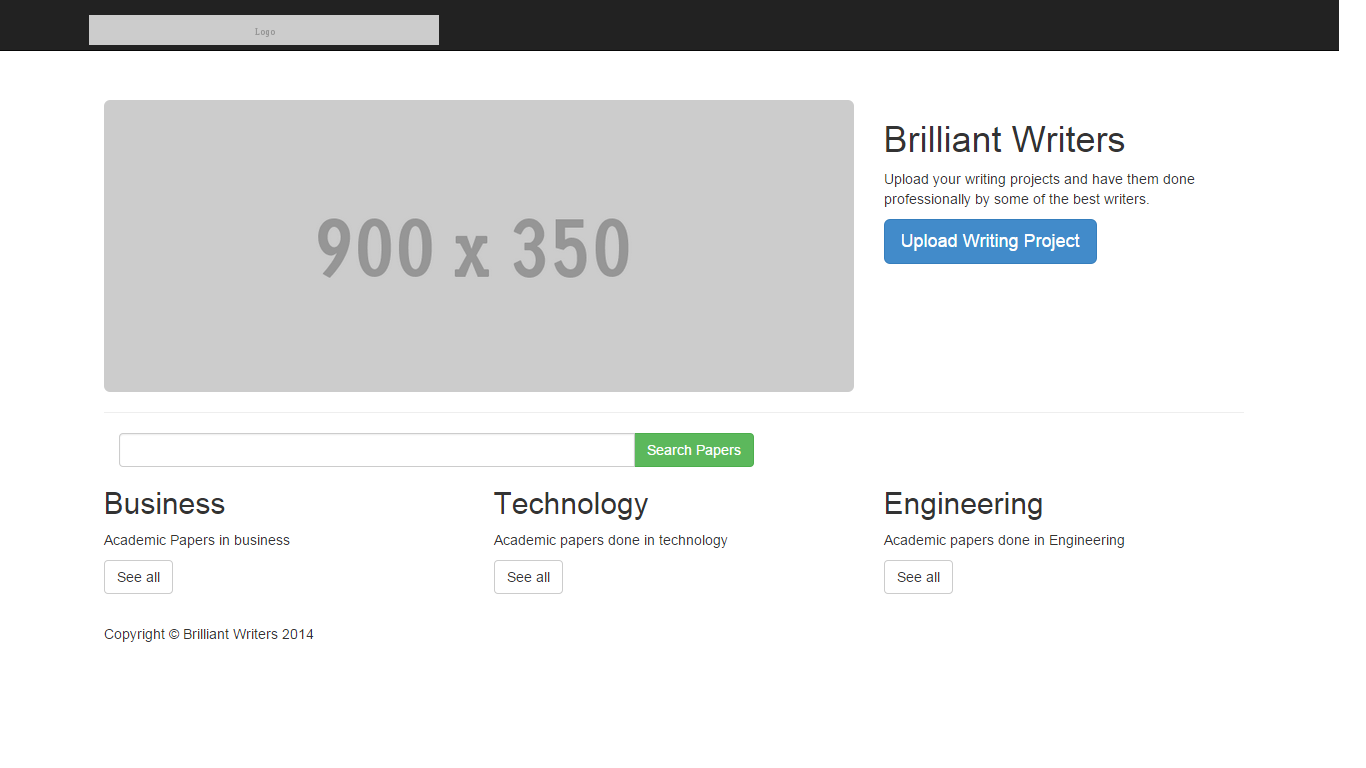 Logo
900 x 350
Brilliant Writers
Upload your writing projects and have them done
professionally by some of the best writers.
Upload Writing Project
Search Papers
Business
Academic Papers in business
See all
Technology
Academic papers done in technology
See all
Engineering
Academic papers done in Engineering
See all
Copyright © Brilliant Writers 2014